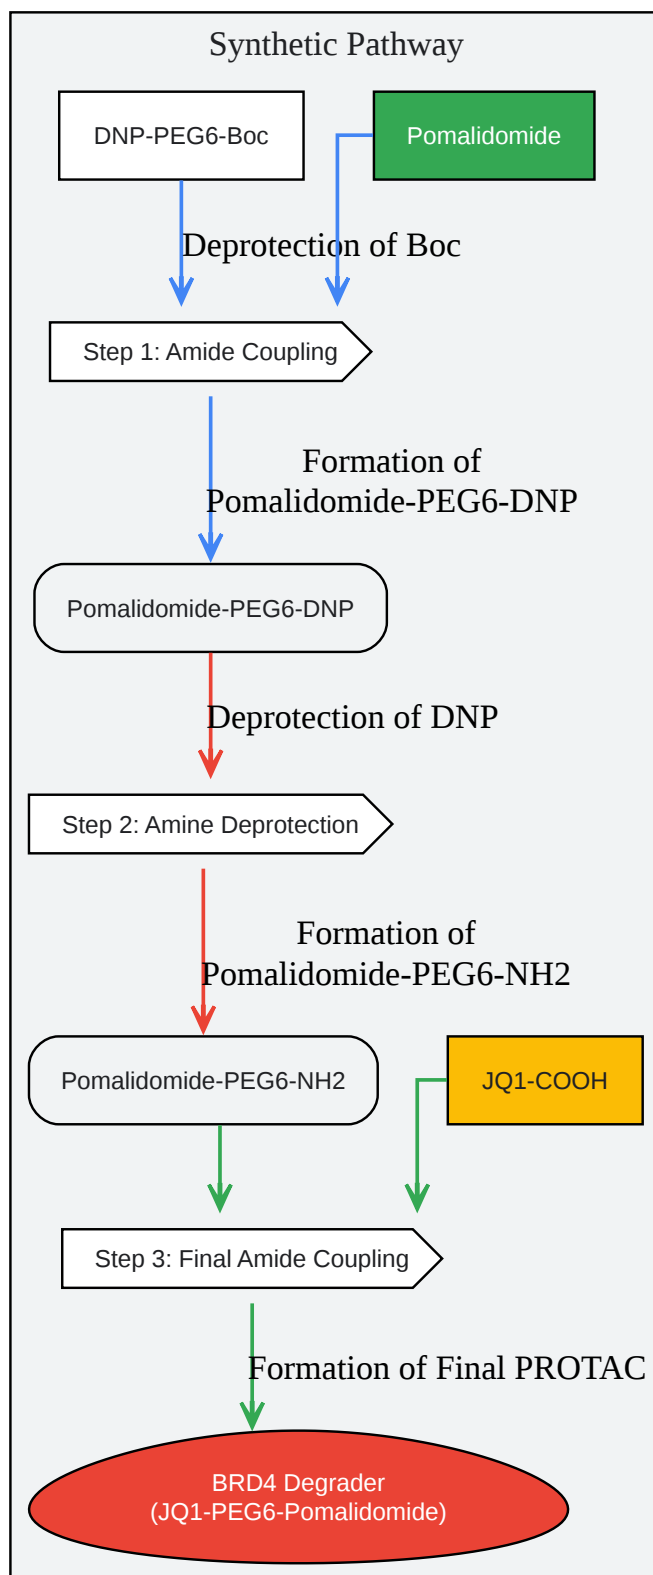 Synthetic Pathway
DNP-PEG6-Boc
Pomalidomide
Deprotection of Boc
Step 1: Amide Coupling
Formation of
Pomalidomide-PEG6-DNP
Pomalidomide-PEG6-DNP
Deprotection of DNP
Step 2: Amine Deprotection
Formation of
Pomalidomide-PEG6-NH2
Pomalidomide-PEG6-NH2
JQ1-COOH
Step 3: Final Amide Coupling
Formation of Final PROTAC
BRD4 Degrader
(JQ1-PEG6-Pomalidomide)